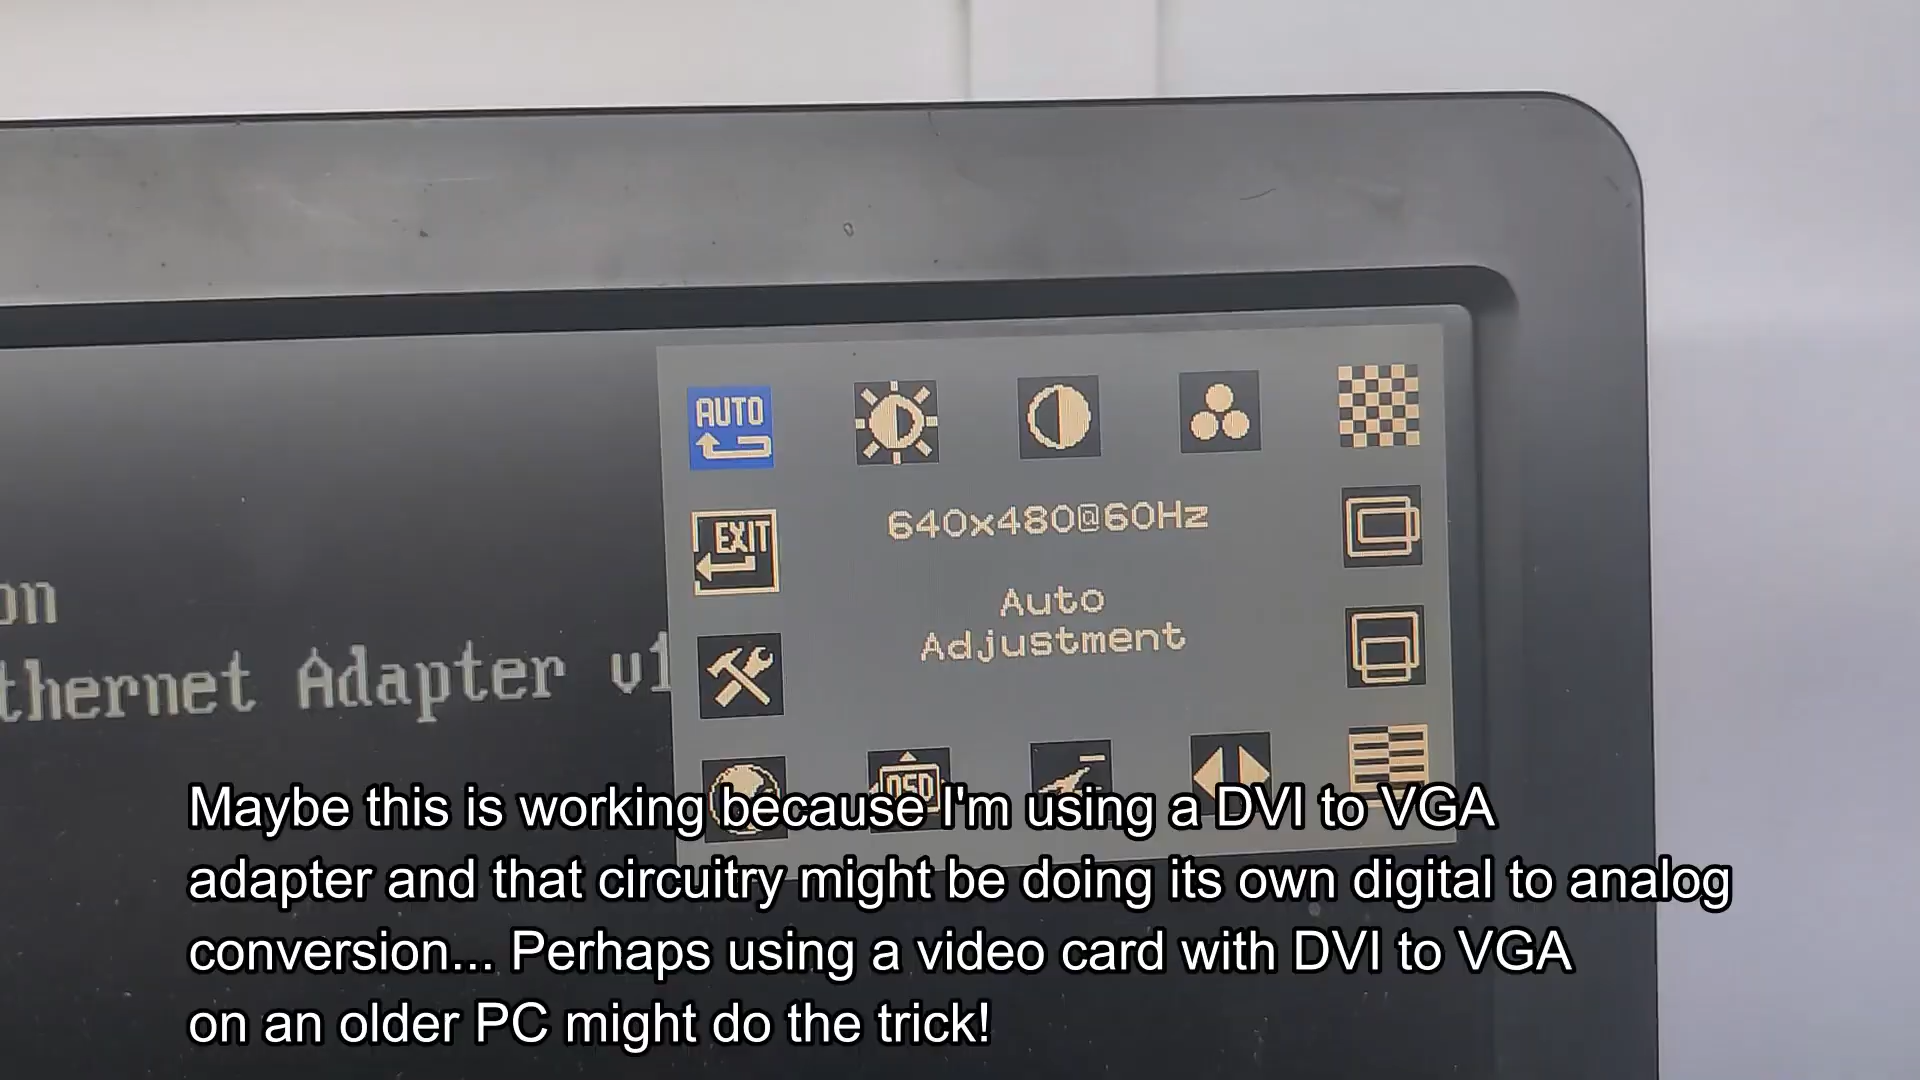 AUTO
EXIT
640x480@60Hz
Auto
Adjustment
on
thernet Adapter v1
OSD
Maybe this is working because I'm using a DVI to VGA
adapter and that circuitry might be doing its own digital to analog
conversion... Perhaps using a video card with DVI to VGA
on an older PC might do the trick!